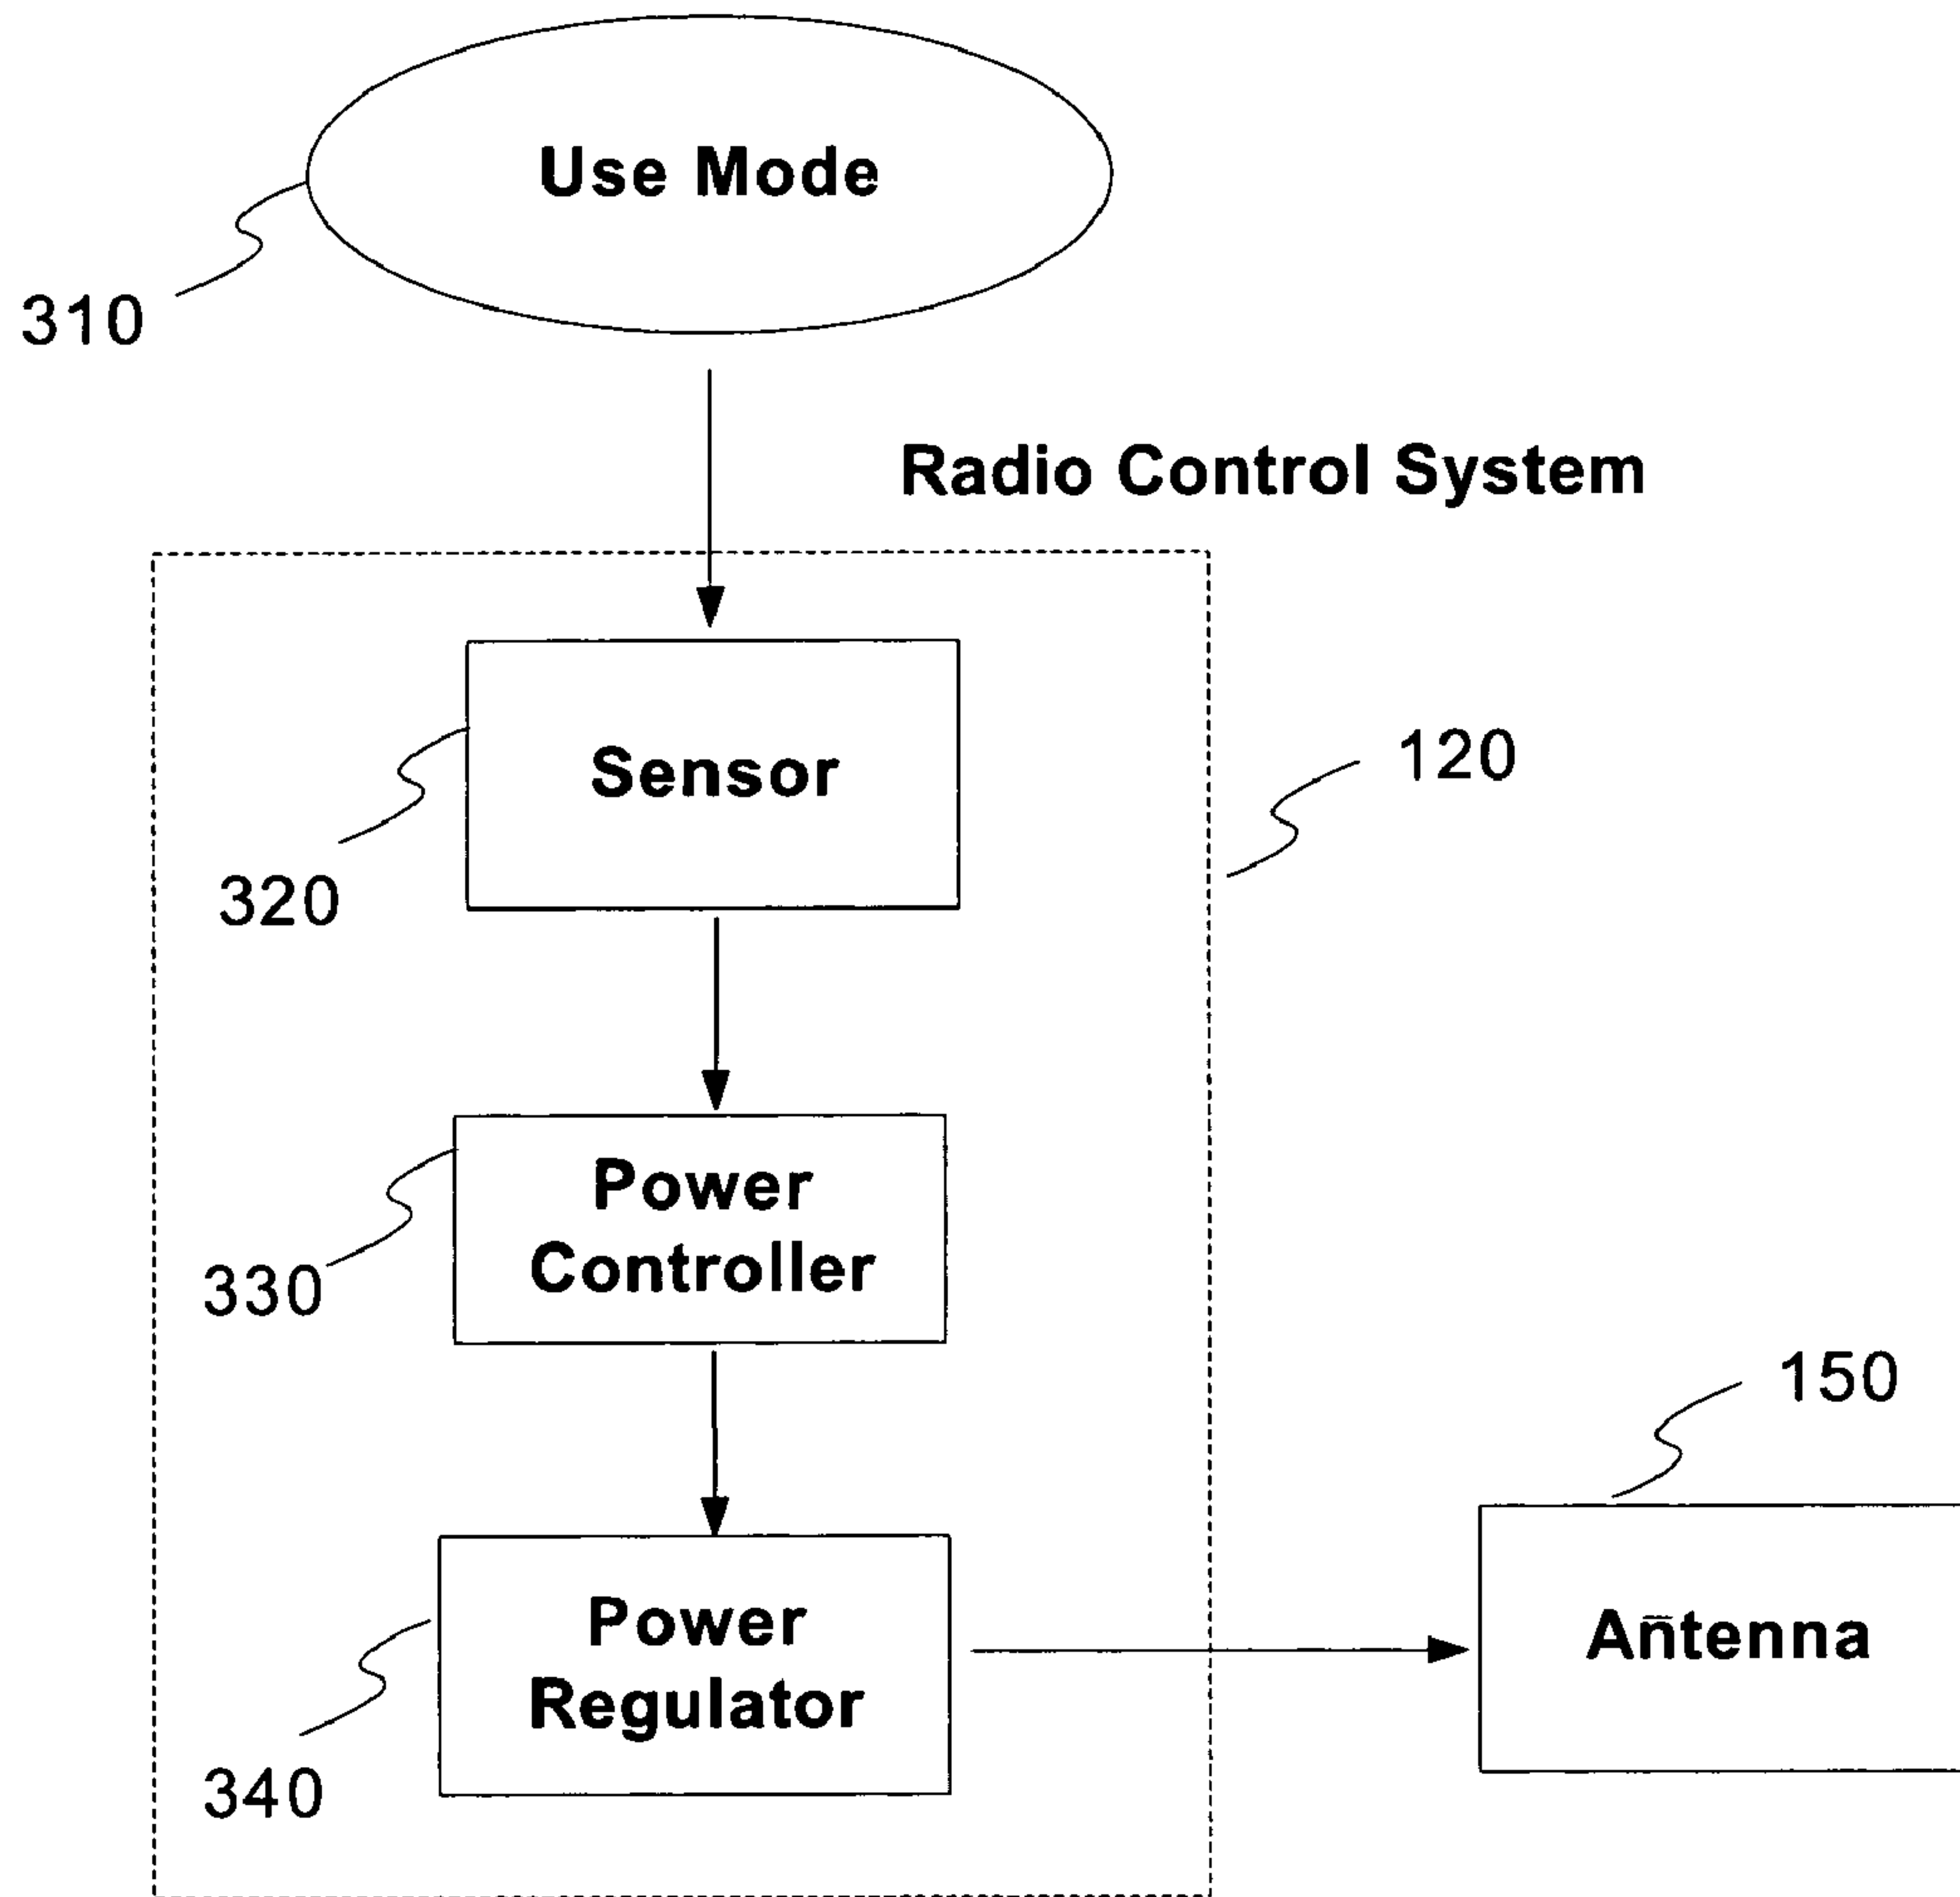 Use Mode
310
Radio Control System
Sensor
120
320
Power
Controller
330
150
Power
Regulator
Antenna
340